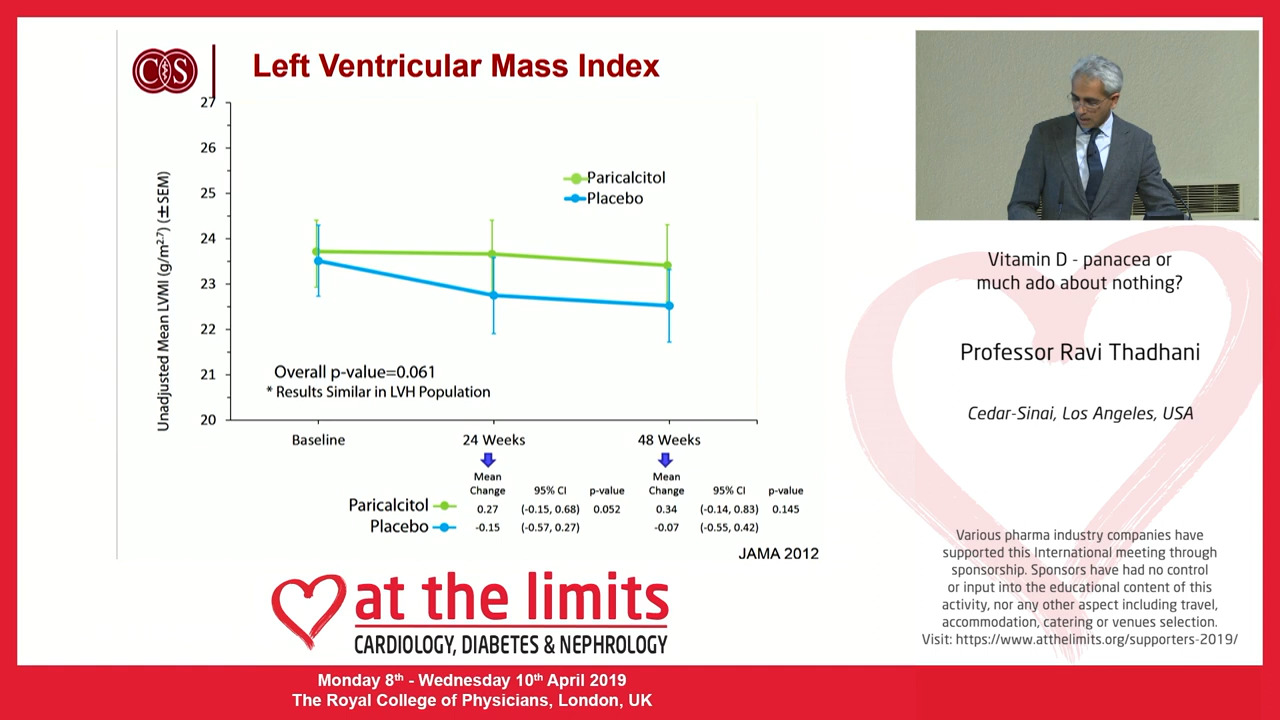 CS
Left Ventricular Mass Index
Unadjusted Mean LVMI (g/m2.7) (±SEM)
27
26
25
24
23
22
21
20
Paricalcitol
Placebo
Overall p-value=0.061
* Results Similar in LVH Population
Baseline
24 Weeks
48 Weeks
Mean Change 95% CI p-value Mean Change 95% CI p-value
Paricalcitol 0.27 (-0.15, 0.68) 0.052 0.34 (-0.14, 0.83) 0.145
Placebo -0.15 (-0.57, 0.27) -0.07 (-0.55, 0.42)
JAMA 2012
at the limits
CARDIOLOGY, DIABETES & NEPHROLOGY
Monday 8th - Wednesday 10th April 2019
The Royal College of Physicians, London, UK
Vitamin D - panacea or
much ado about nothing?
Professor Ravi Thadhani
Cedar-Sinai, Los Angeles, USA
Various pharma industry companies have
supported this International meeting through
sponsorship. Sponsors have had no control
or input into the educational content of this
activity, nor any other aspect including travel,
accommodation, catering or venues selection.
Visit: https://www.atthelimits.org/supporters-2019/